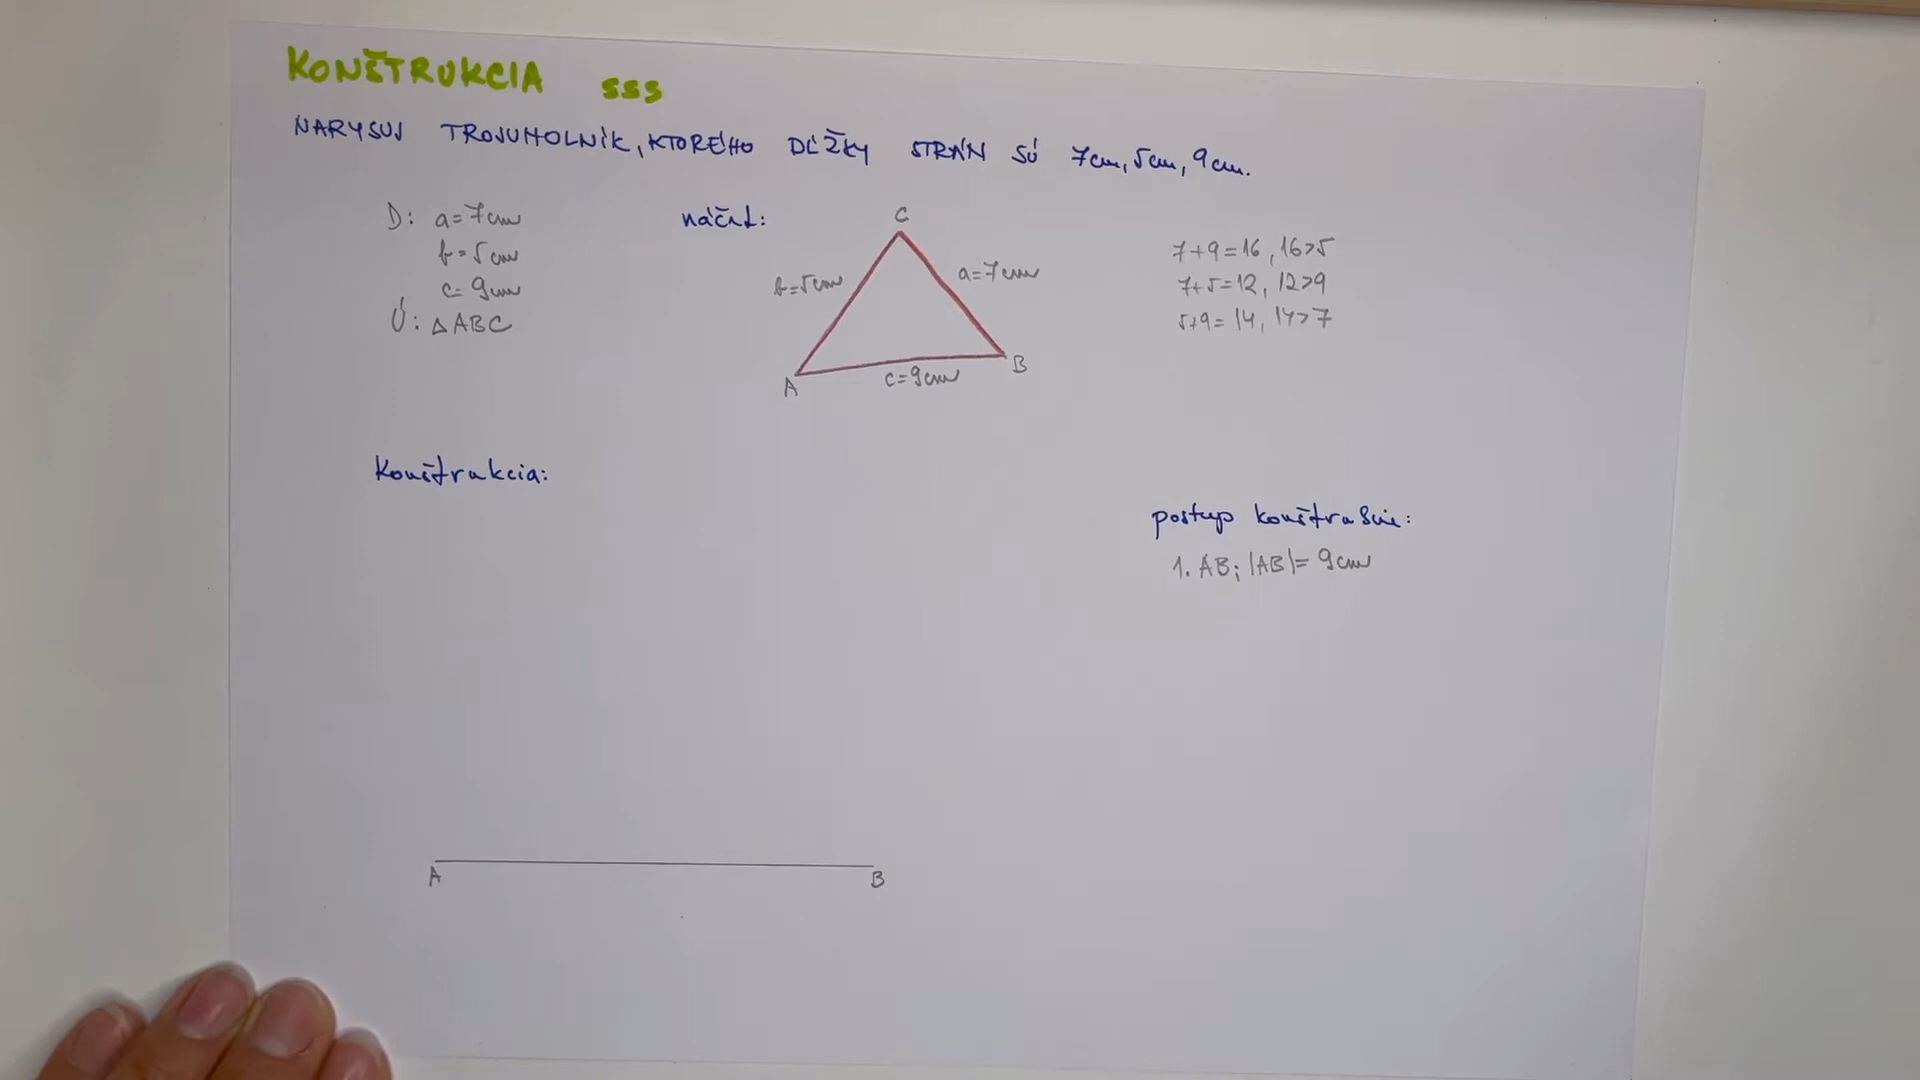 KONŠTRUKCIA sss
NARYSUJ TROJUHOLNÍK, KTORÉHO DĹŽKY STRÁN SÚ 7cm, 5cm, 9cm.
D: a=7cm
b=5cm
c=9cm
Ú: △ABC
náčrt:
C
b=5cm
a=7cm
A
c=9cm
B
7+9=16, 16>5
7+5=12, 12>9
5+9=14, 14>7
Konštrukcia:
postup konštrukcie:
1. AB; |AB|=9cm
A
B